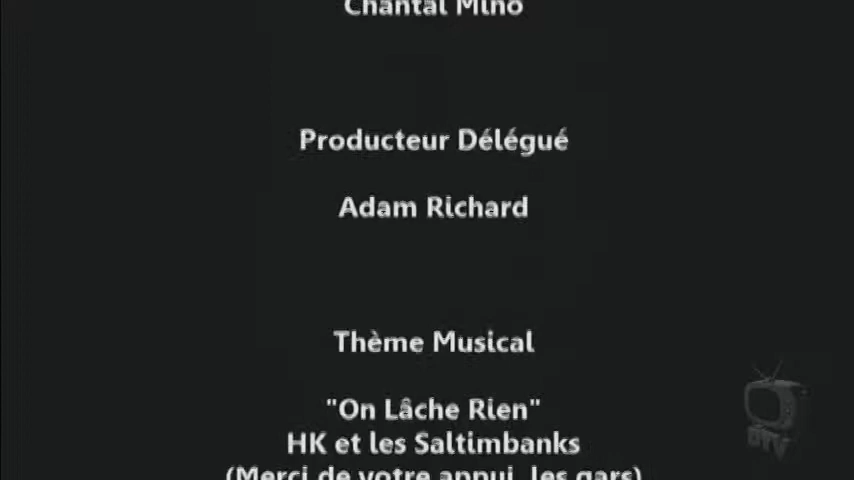 Chantal Mino
Producteur Délégué
Adam Richard
Thème Musical
"On Lâche Rien"
HK et les Saltimbanks
(Merci de votre appui, les gars)